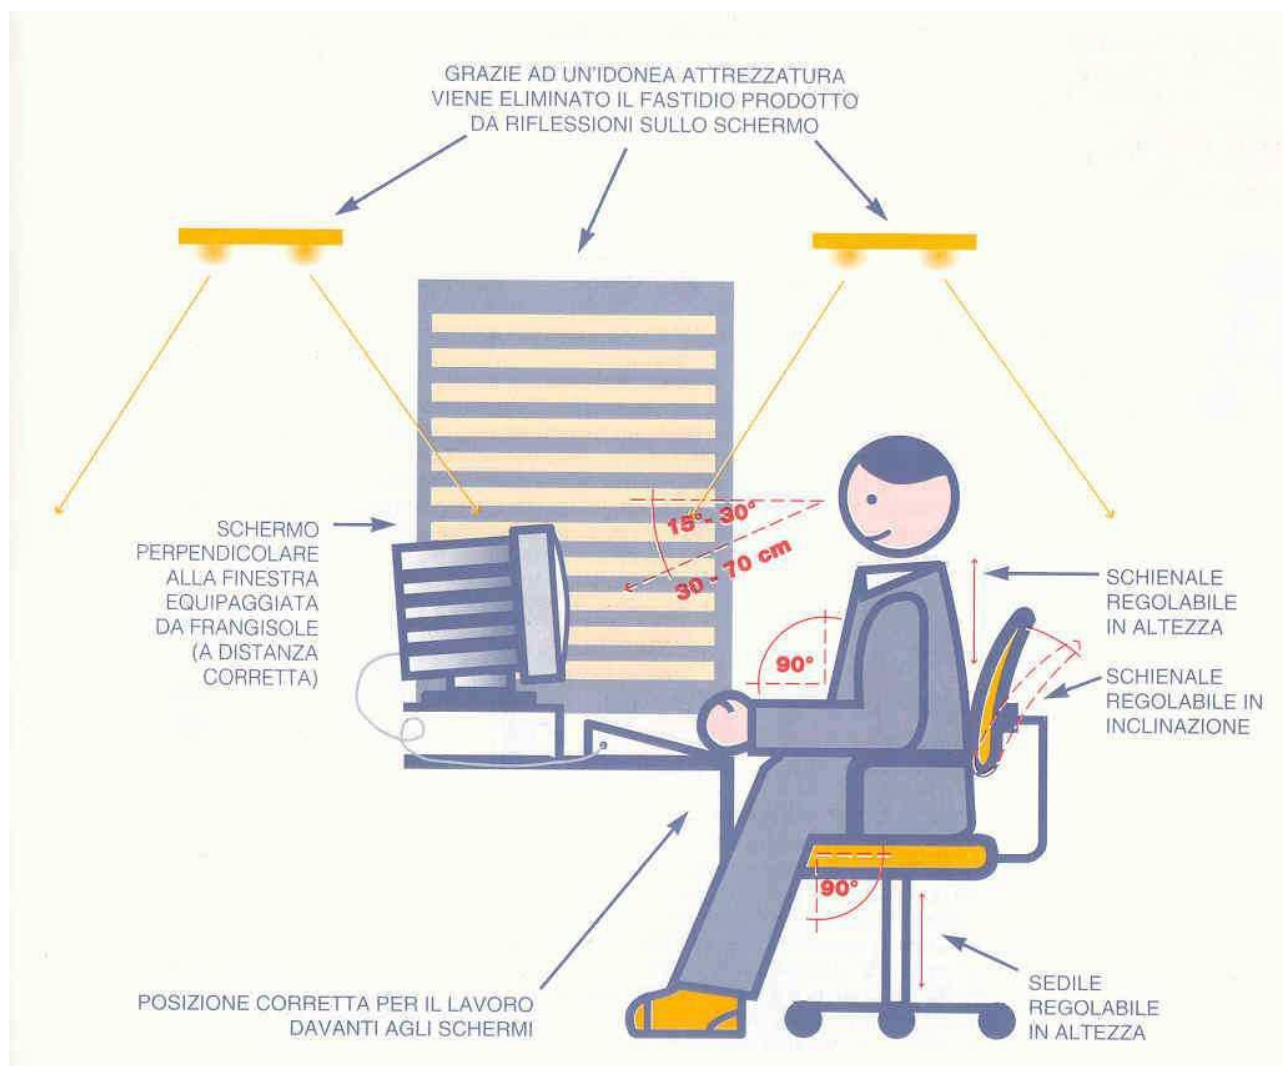 GRAZIE AD UN'IDONEA ATTREZZATURA
VIENE ELIMINATO IL FASTIDIO PRODOTTO
DA RIFLESSIONI SULLO SCHERMO
SCHERMO
PERPENDICOLARE
ALLA FINESTRA
EQUIPAGGIATA
DA FRANGISOLE
(A DISTANZA
CORRETTA)
15°- 30°
30 - 70 cm
90°
SCHIENALE
REGOLABILE
IN ALTEZZA
SCHIENALE
REGOLABILE IN
INCLINAZIONE
90°
POSIZIONE CORRETTA PER IL LAVORO
DAVANTI AGLI SCHERMI
SEDILE
REGOLABILE
IN ALTEZZA